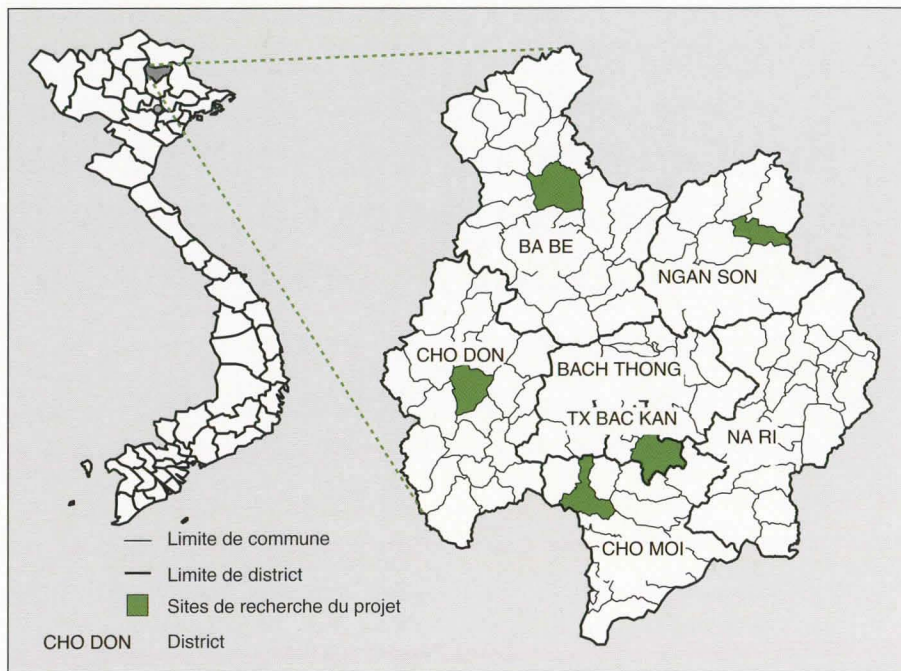 BA BE
NGAN SON
CHO DON
BACH THONG
TX BAC KAN
NA RI
CHO MOI
Limite de commune
Limite de district
Sites de recherche du projet
CHO DON District